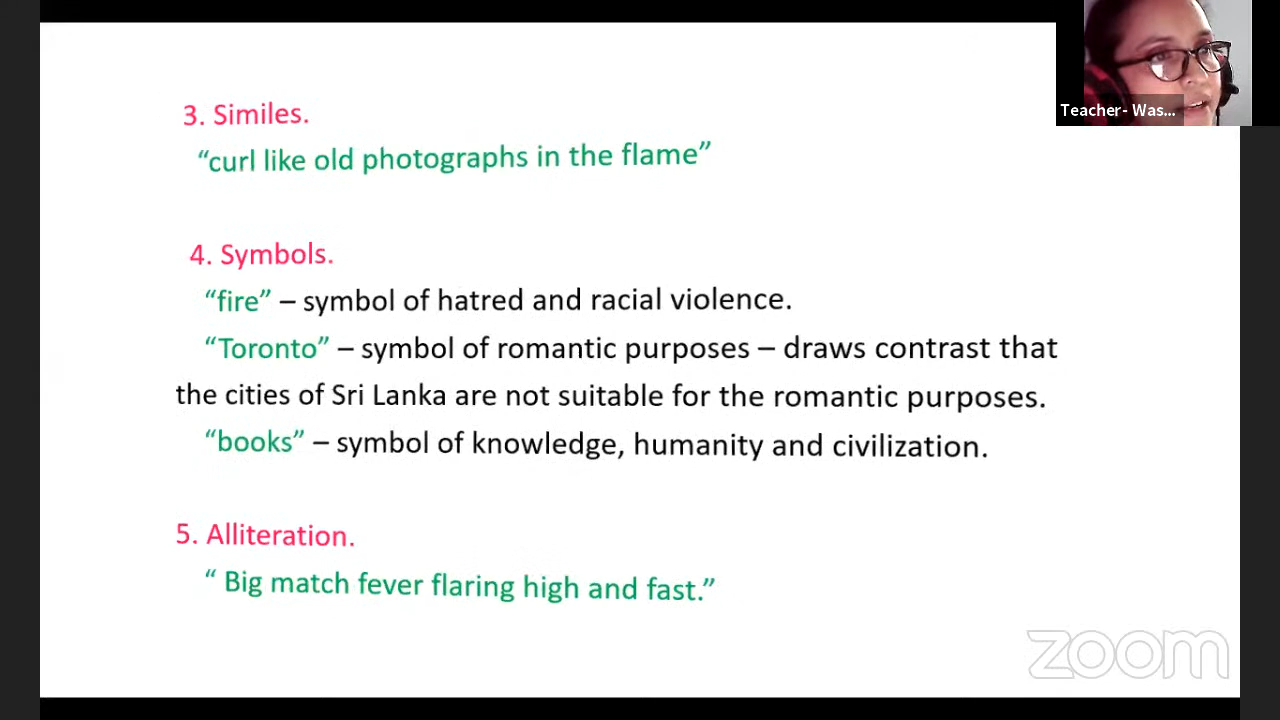 Teacher- Was...
3. Similes.
“curl like old photographs in the flame”
4. Symbols.
“fire” – symbol of hatred and racial violence.
“Toronto” – symbol of romantic purposes – draws contrast that
the cities of Sri Lanka are not suitable for the romantic purposes.
“books” – symbol of knowledge, humanity and civilization.
5. Alliteration.
“ Big match fever flaring high and fast.”
zoom